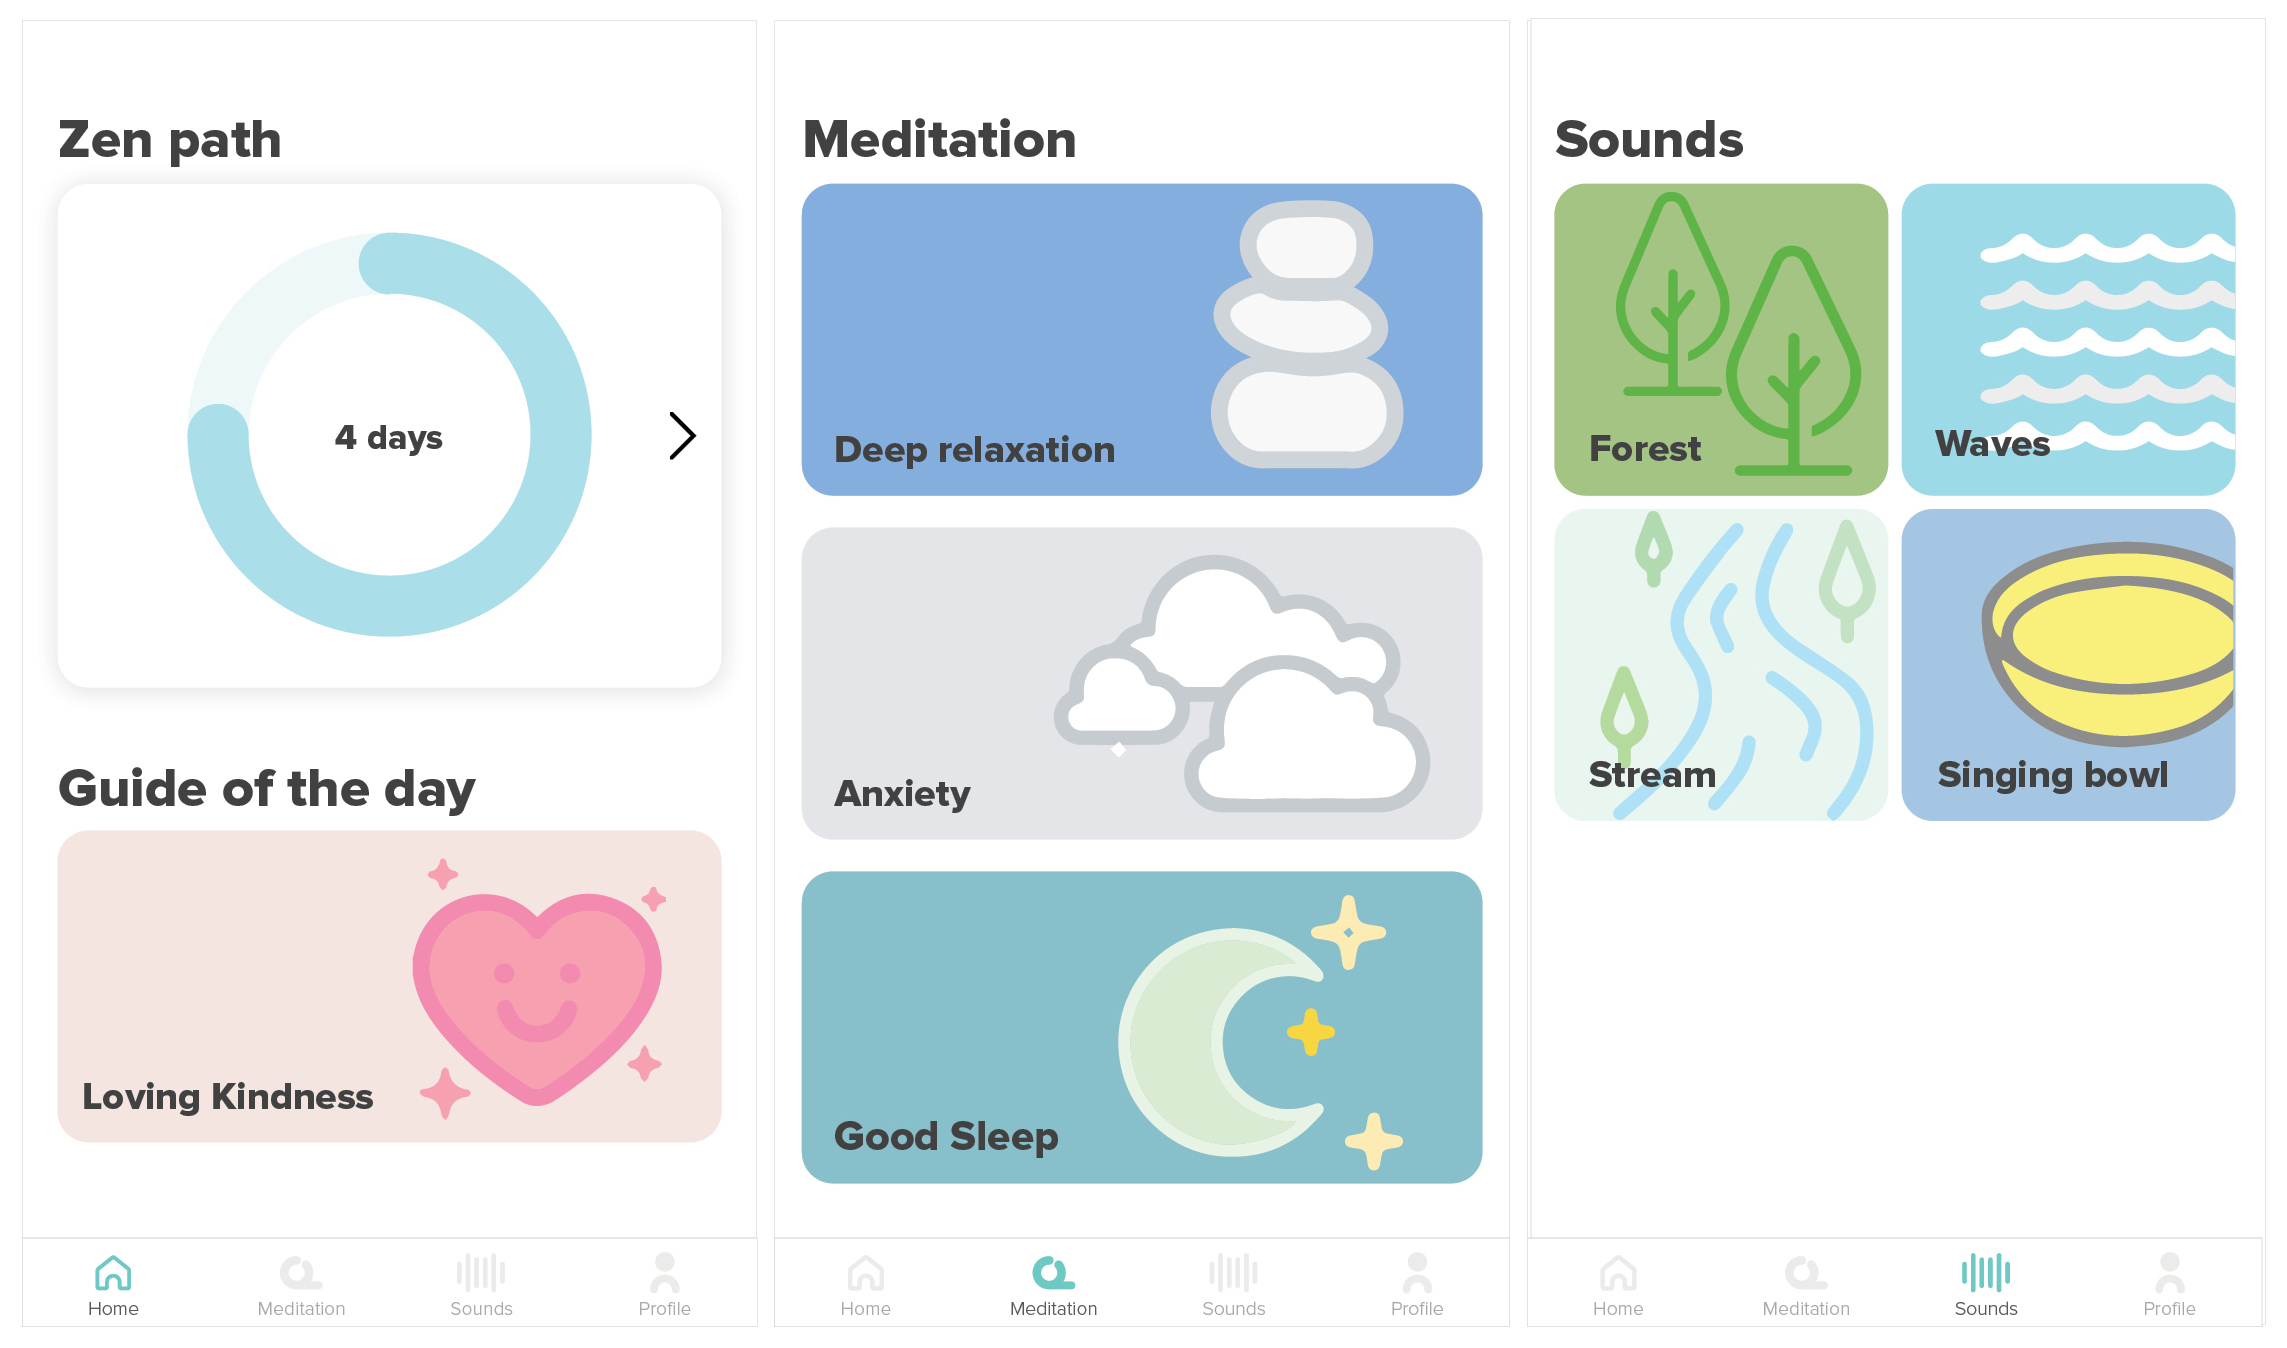 Zen path
4 days
Guide of the day
Loving Kindness
Home
Meditation
Sounds
Profile
Meditation
Deep relaxation
Anxiety
Good Sleep
Home
Meditation
Sounds
Profile
Sounds
Forest
Waves
Stream
Singing bowl
Home
Meditation
Sounds
Profile